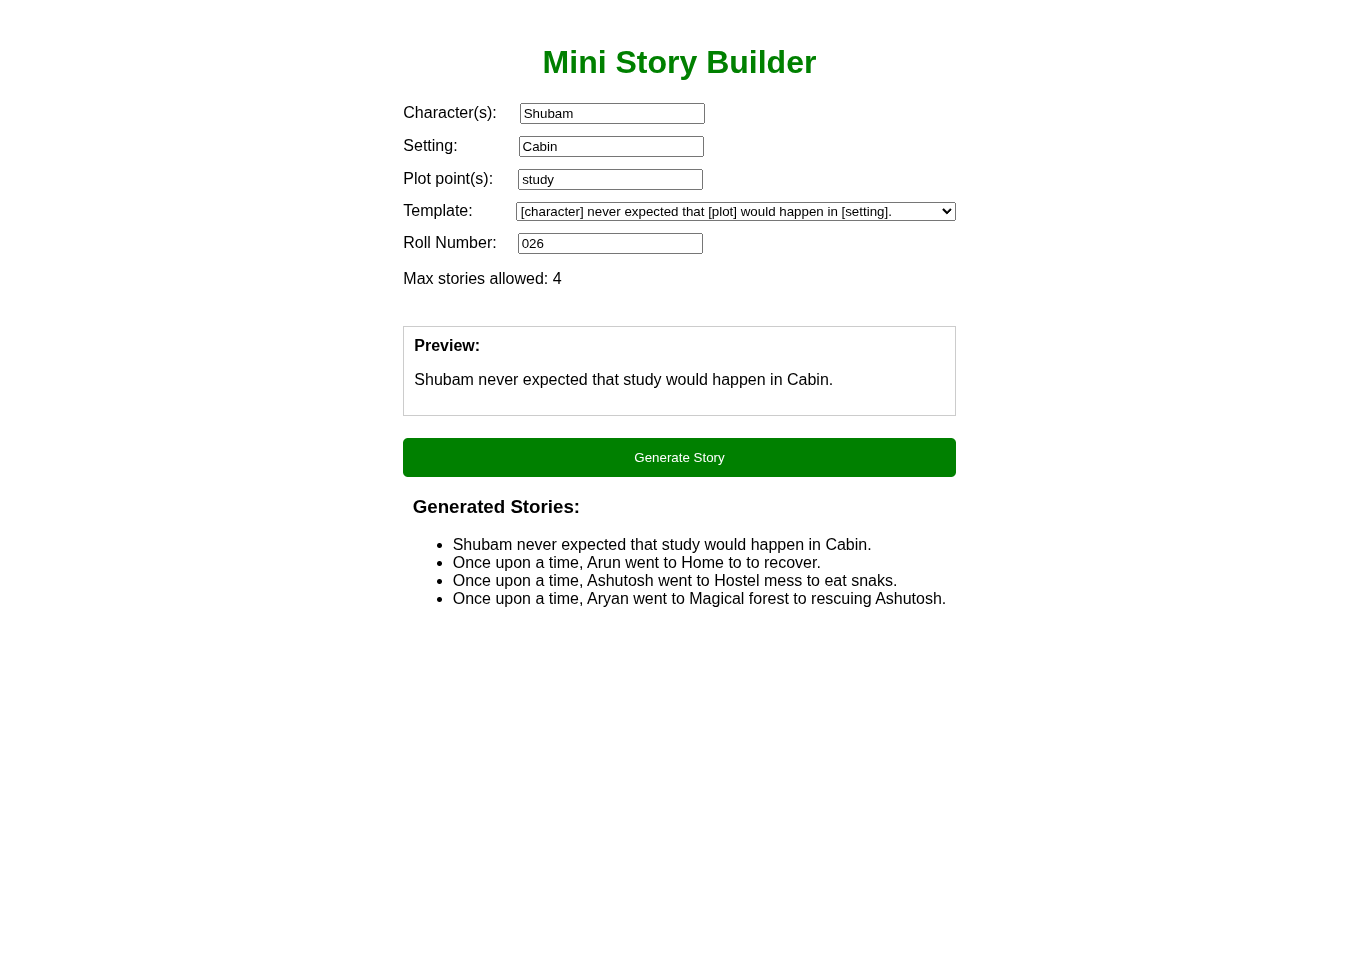 Mini Story Builder
Character(s): Shubam
Setting: Cabin
Plot point(s): study
Template: [character] never expected that [plot] would happen in [setting].
Roll Number: 026
Max stories allowed: 4
Preview:
Shubam never expected that study would happen in Cabin.
Generate Story
Generated Stories:
• Shubam never expected that study would happen in Cabin.
• Once upon a time, Arun went to Home to to recover.
• Once upon a time, Ashutosh went to Hostel mess to eat snaks.
• Once upon a time, Aryan went to Magical forest to rescuing Ashutosh.